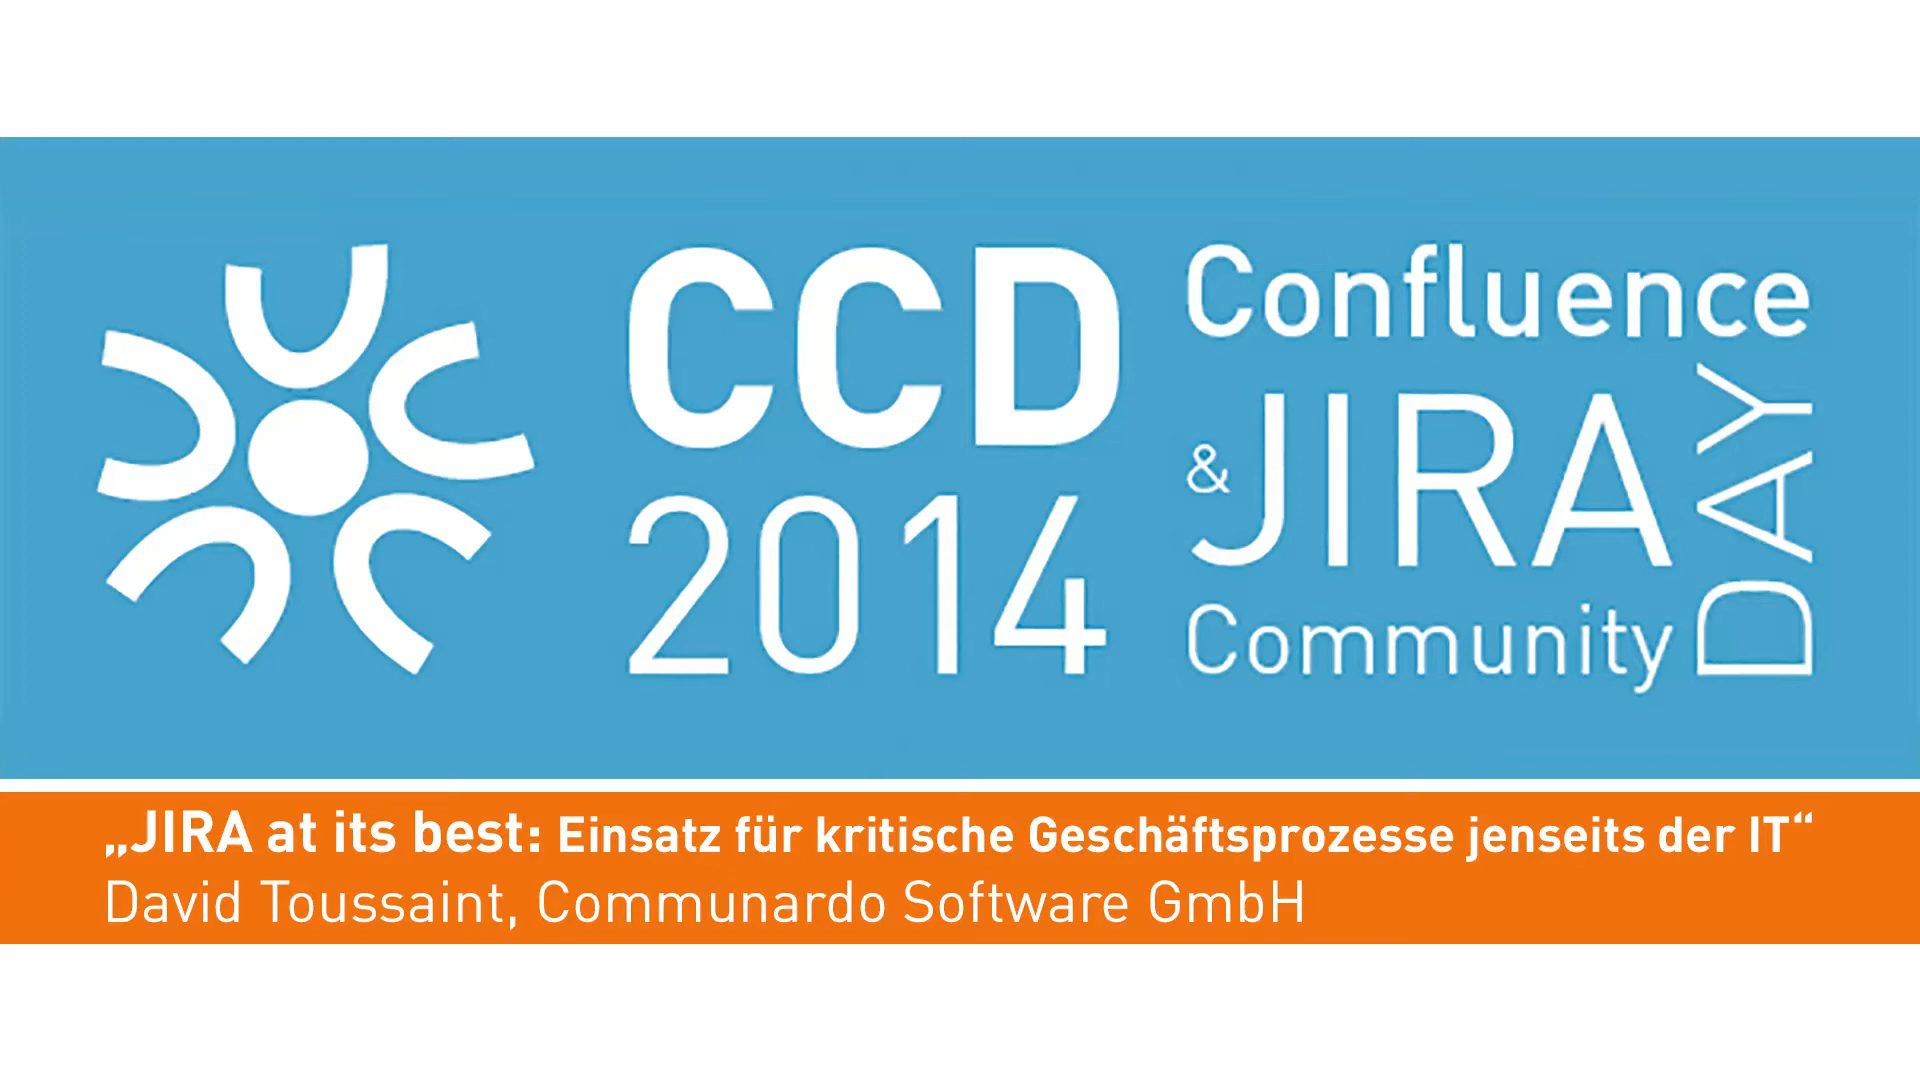 CCD
2014
Confluence
& JIRA
Community
DAY
„JIRA at its best: Einsatz für kritische Geschäftsprozesse jenseits der IT“
David Toussaint, Communardo Software GmbH